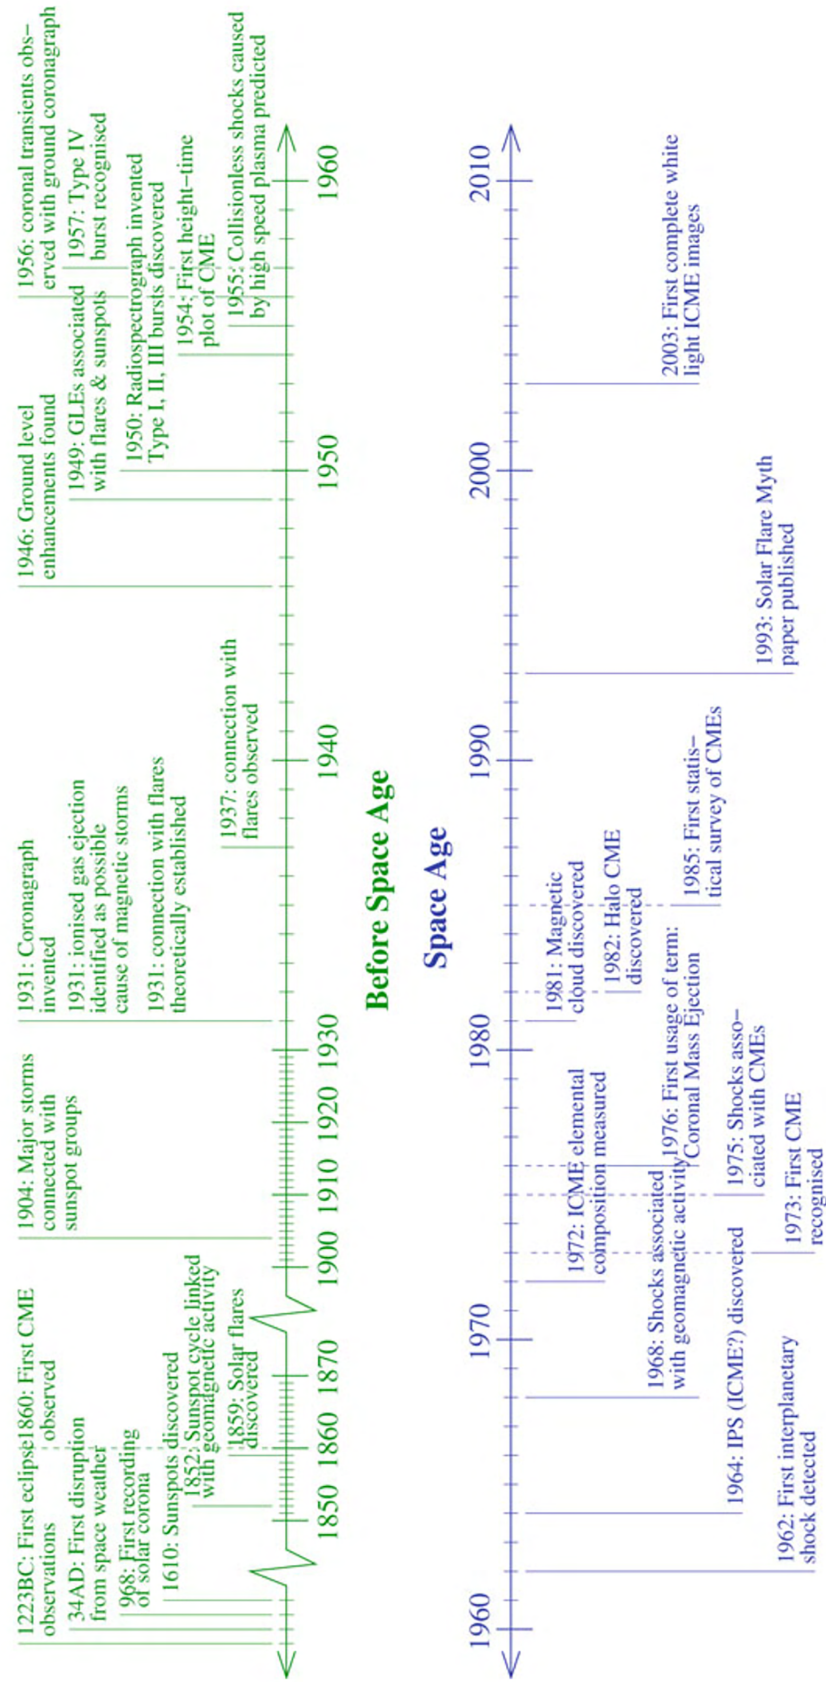 1223BC: First eclipse
observations
1860: First CME
observed
34AD: First disruption
from space weather
968: First recording
of solar corona
1610: Sunspots discovered
1852: Sunspot cycle linked
with geomagnetic activity
1859: Solar flares
discovered
1904: Major storms
connected with
sunspot groups
1931: Coronagraph
invented
1931: ionised gas ejection
identified as possible
cause of magnetic storms
1931: connection with flares
theoretically established
1937: connection with
flares observed
1946: Ground level
enhancements found
1949: GLEs associated
with flares & sunspots
1950: Radiospectrograph invented
Type I, II, III bursts discovered
1954: First height–time
plot of CME
1955: Collisionless shocks caused
by high speed plasma predicted
1956: coronal transients obs–
erved with ground coronagraph
1957: Type IV
burst recognised
1850 1860 1870 1900 1910 1920 1930 1940 1950 1960
Before Space Age
Space Age
1960 1970 1980 1990 2000 2010
1962: First interplanetary
shock detected
1964: IPS (ICME?) discovered
1968: Shocks associated
with geomagnetic activity
1972: ICME elemental
composition measured
1973: First CME
recognised
1975: Shocks asso–
ciated with CMEs
1976: First usage of term:
Coronal Mass Ejection
1981: Magnetic
cloud discovered
1982: Halo CME
discovered
1985: First statis–
tical survey of CMEs
1993: Solar Flare Myth
paper published
2003: First complete white
light ICME images